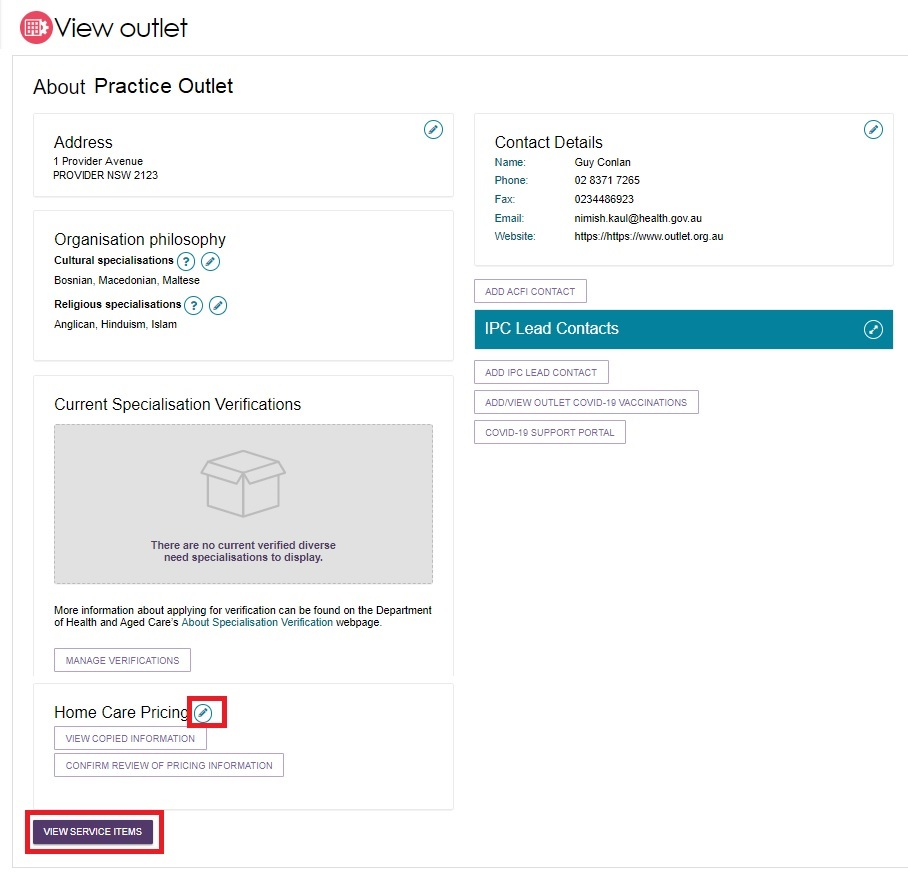 View outlet
About Practice Outlet
Address
1 Provider Avenue
PROVIDER NSW 2123
Organisation philosophy
Cultural specialisations ?
Bosnian, Macedonian, Maltese
Religious specialisations ?
Anglican, Hinduism, Islam
Current Specialisation Verifications
There are no current verified diverse
need specialisations to display.
More information about applying for verification can be found on the Department
of Health and Aged Care's About Specialisation Verification webpage.
MANAGE VERIFICATIONS
Home Care Pricing
VIEW COPIED INFORMATION
CONFIRM REVIEW OF PRICING INFORMATION
VIEW SERVICE ITEMS
Contact Details
Name: Guy Conlan
Phone: 02 8371 7265
Fax: 0234486923
Email: nimish.kaul@health.gov.au
Website: https://https://www.outlet.org.au
ADD ACFI CONTACT
IPC Lead Contacts
ADD IPC LEAD CONTACT
ADD/VIEW OUTLET COVID-19 VACCINATIONS
COVID-19 SUPPORT PORTAL